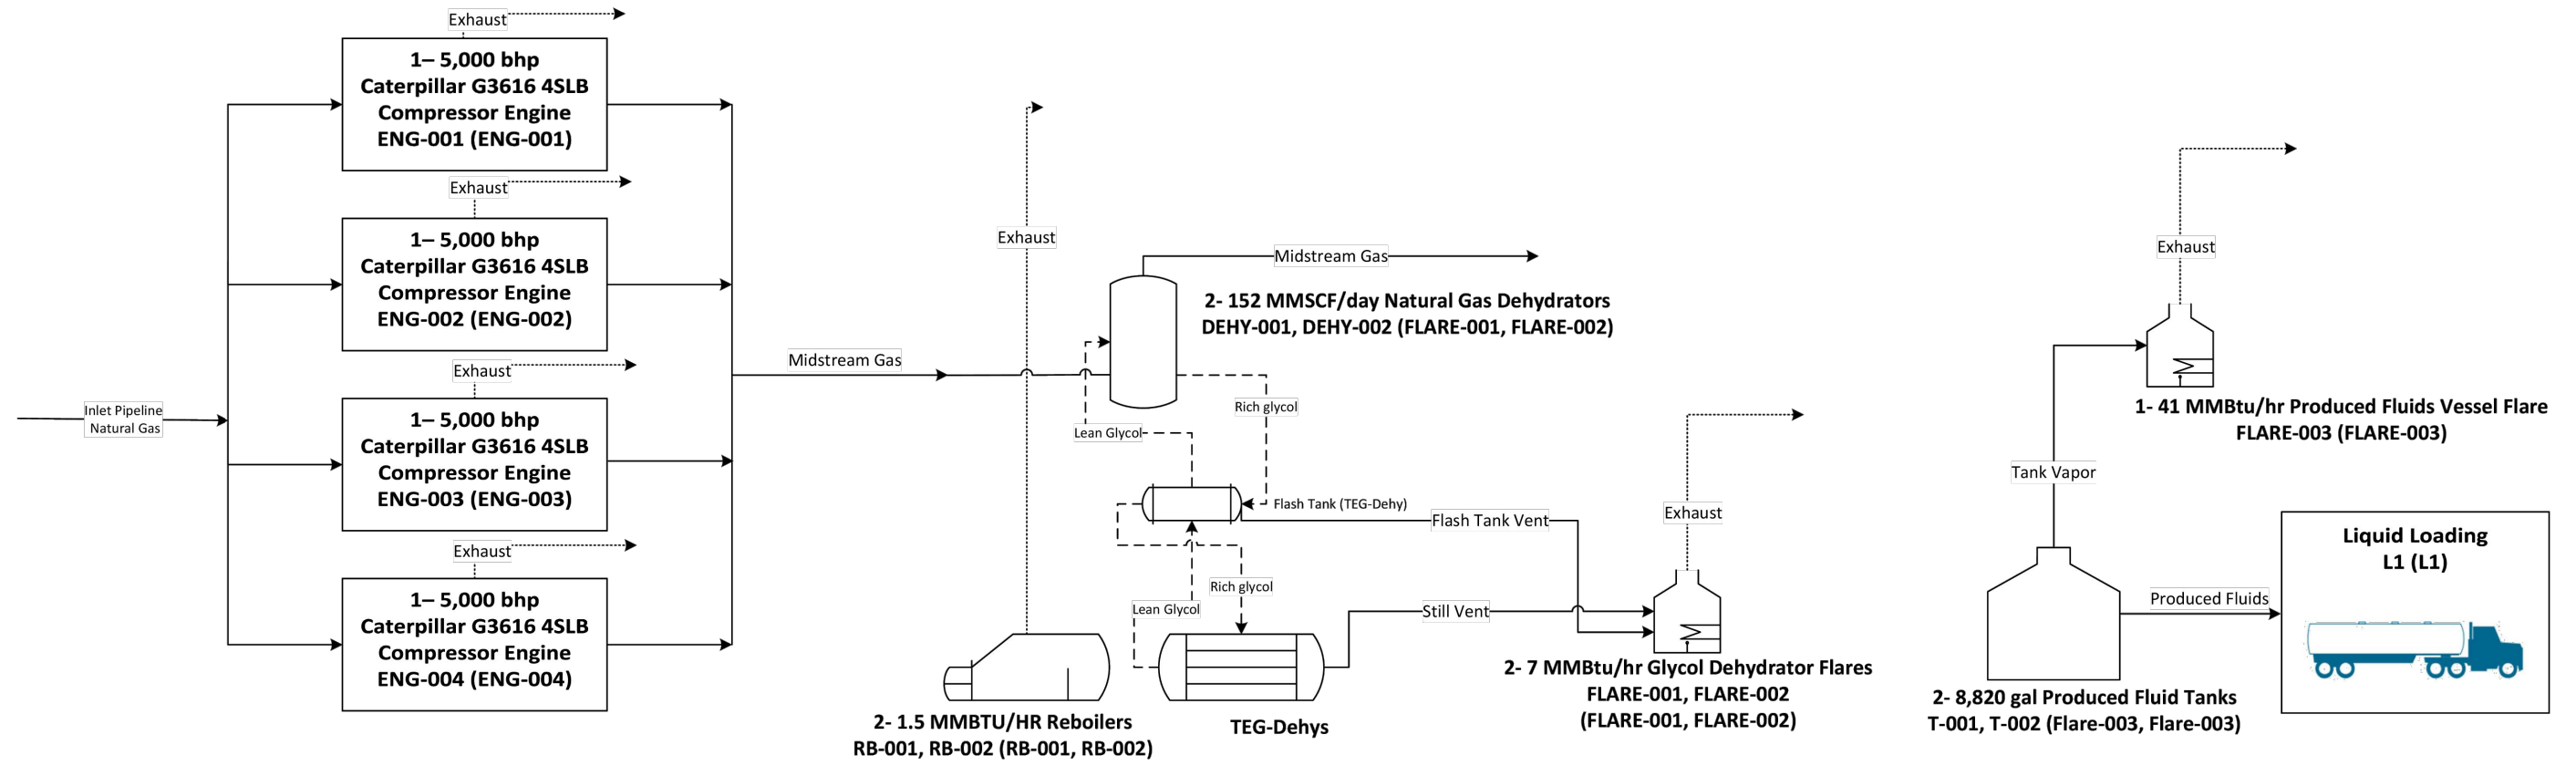 Exhaust
1– 5,000 bhp
Caterpillar G3616 4SLB
Compressor Engine
ENG-001 (ENG-001)
Exhaust
1– 5,000 bhp
Caterpillar G3616 4SLB
Compressor Engine
ENG-002 (ENG-002)
Exhaust
1– 5,000 bhp
Caterpillar G3616 4SLB
Compressor Engine
ENG-003 (ENG-003)
Exhaust
1– 5,000 bhp
Caterpillar G3616 4SLB
Compressor Engine
ENG-004 (ENG-004)
Inlet Pipeline
Natural Gas
Midstream Gas
Exhaust
Midstream Gas
2- 152 MMSCF/day Natural Gas Dehydrators
DEHY-001, DEHY-002 (FLARE-001, FLARE-002)
Rich glycol
Lean Glycol
Flash Tank (TEG-Dehy)
Flash Tank Vent
Rich glycol
Lean Glycol
Still Vent
Exhaust
2- 1.5 MMBTU/HR Reboilers
RB-001, RB-002 (RB-001, RB-002)
TEG-Dehys
2- 7 MMBtu/hr Glycol Dehydrator Flares
FLARE-001, FLARE-002
(FLARE-001, FLARE-002)
Exhaust
1- 41 MMBtu/hr Produced Fluids Vessel Flare
FLARE-003 (FLARE-003)
Tank Vapor
Liquid Loading
L1 (L1)
Produced Fluids
2- 8,820 gal Produced Fluid Tanks
T-001, T-002 (Flare-003, Flare-003)